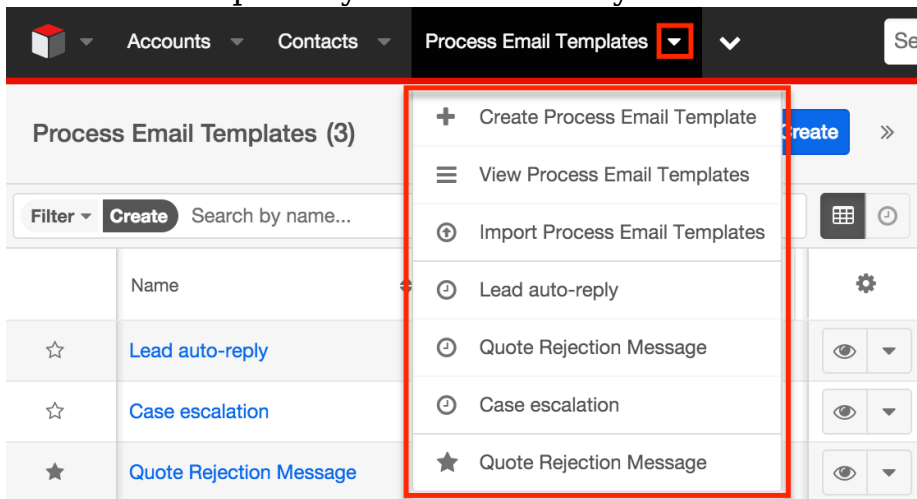 Accounts Contacts Process Email Templates Se
Process Email Templates (3) Create
Filter Create Search by name...
Name
Lead auto-reply
Case escalation
Quote Rejection Message
Create Process Email Template
View Process Email Templates
Import Process Email Templates
Lead auto-reply
Quote Rejection Message
Case escalation
Quote Rejection Message